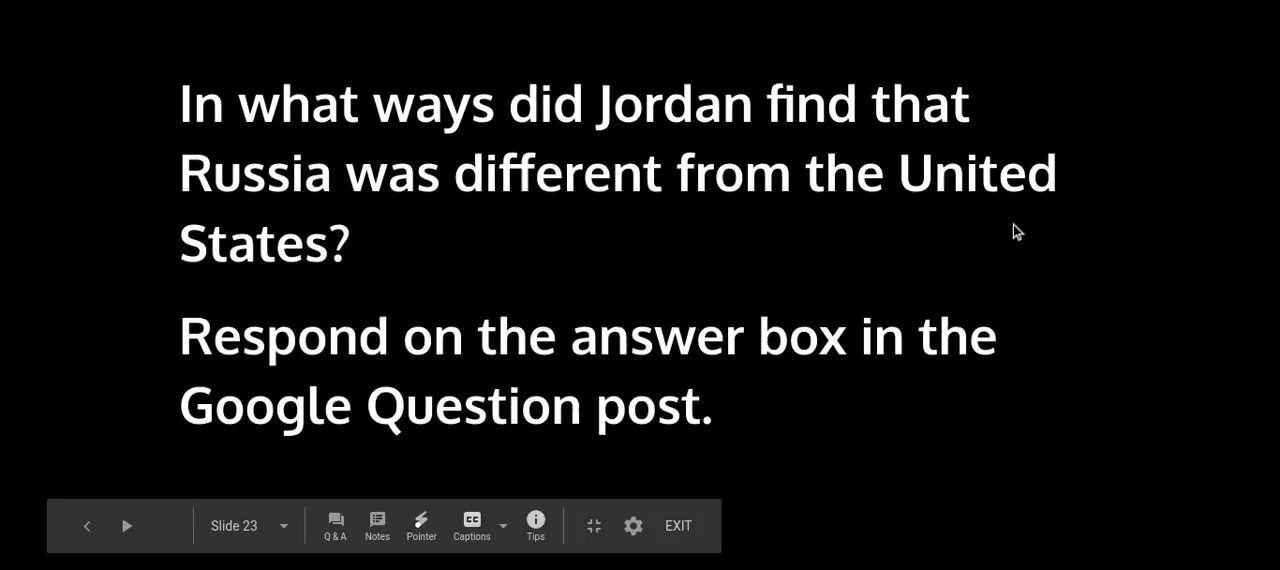 In what ways did Jordan find that
Russia was different from the United
States?
Respond on the answer box in the
Google Question post.
Slide 23
Q & A
Notes
Pointer
CC
Captions
Tips
EXIT